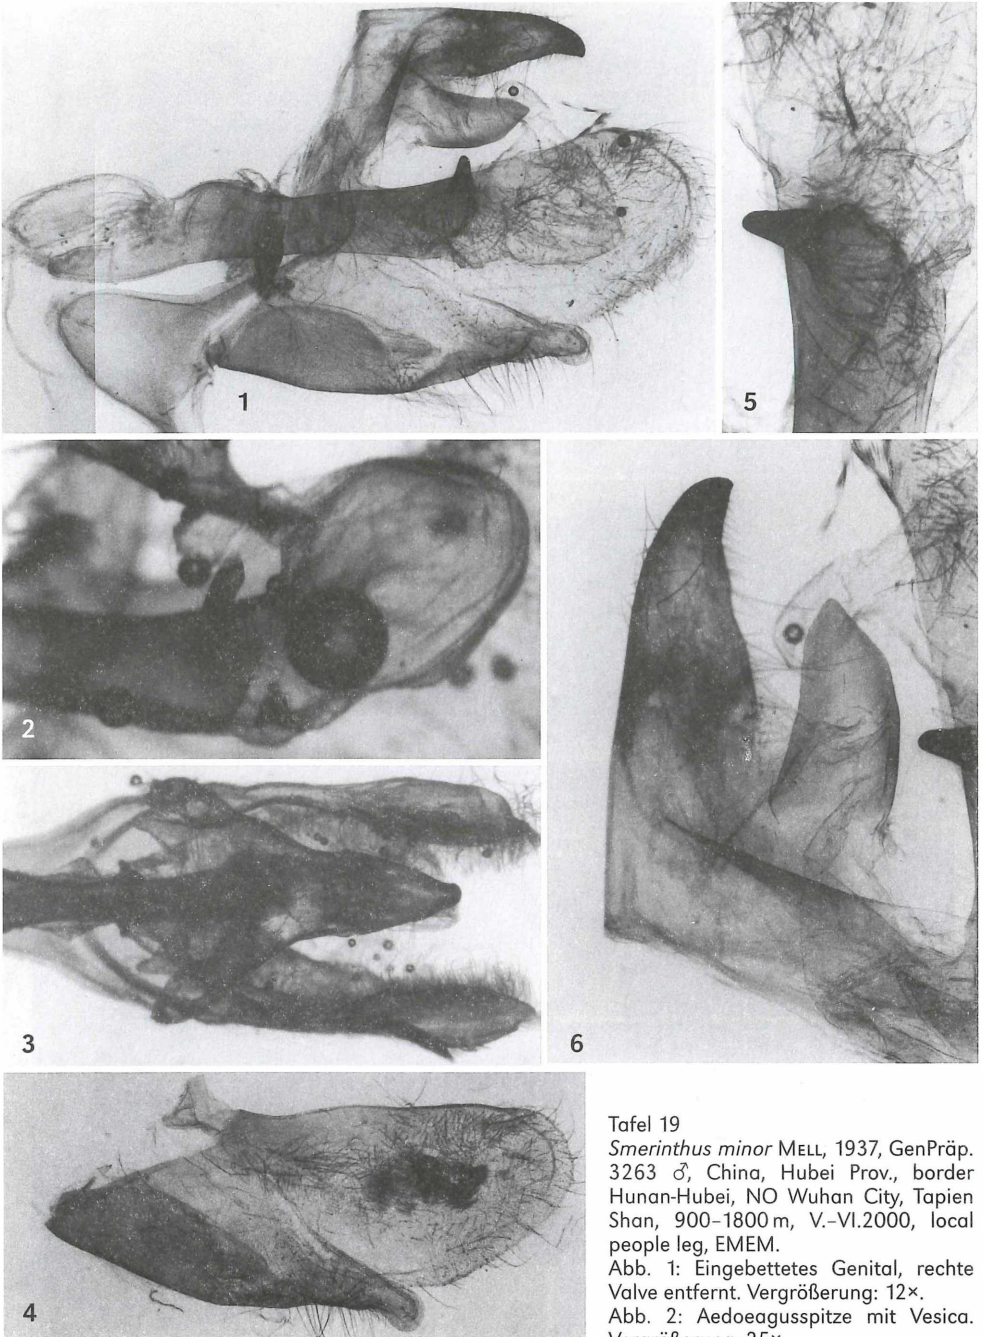 1
5
2
3
6
4
Tafel 19
Smerinthus minor MELL, 1937, GenPräp.
3263 ♂, China, Hubei Prov., border
Hunan-Hubei, NO Wuhan City, Tapien
Shan, 900–1800 m, V.–VI.2000, local
people leg, EMEM.
Abb. 1: Eingebettetes Genital, rechte
Valve entfernt. Vergrößerung: 12×.
Abb. 2: Aedoeagusspitze mit Vesica.
Vergrößerung: 25×